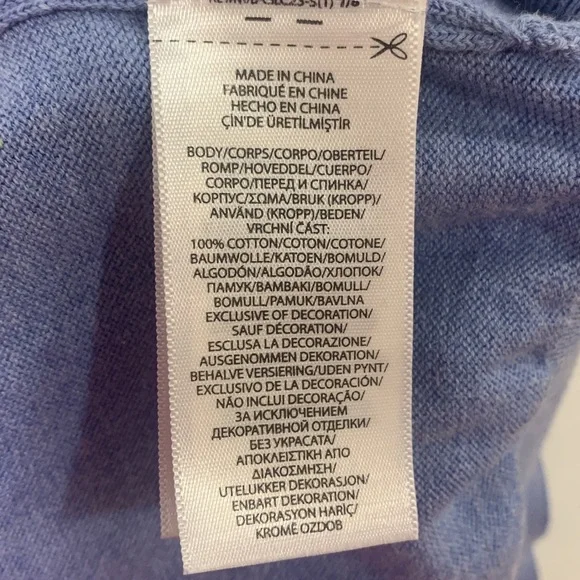 MADE IN CHINA
FABRIQUÉ EN CHINE
HECHO EN CHINA
ÇIN'DE ÜRETİLMİŞTİR
BODY/CORPS/CORPO/OBERTEIL/
ROMP/HOVEDDEL/CUERPO/
CORPO/ПЕРЕД И СПИНКА/
КОРПУС/ΣΩΜΑ/BRUK (KROPP)/
ANVÄND (KROPP)/BEDEN/
VRCHNÍ ČÁST:
100% COTTON/COTON/COTONE/
BAUMWOLLE/KATOEN/BOMULD/
ALGODÓN/ALGODÃO/ХЛОПОК/
ПАМУК/ΒΑΜΒΑΚΙ/BOMULL/
BOMULL/PAMUK/BAVLNA
EXCLUSIVE OF DECORATION/
SAUF DÉCORATION/
ESCLUSA LA DECORAZIONE/
AUSGENOMMEN DEKORATION/
BEHALVE VERSIERING/UDEN PYNT/
EXCLUSIVO DE LA DECORACIÓN/
NÃO INCLUI DECORAÇÃO/
ЗА ИСКЛЮЧЕНИЕМ
ДЕКОРАТИВНОЙ ОТДЕЛКИ/
БЕЗ УКРАСАТА/
ΑΠΟΚΛΕΙΣΤΙΚΗ ΑΠΟ
ΔΙΑΚΟΣΜΗΣΗ/
UTELUKKER DEKORASJON/
ENBART DEKORATION/
DEKORASYON HARİÇ/
KROMĚ OZDOB